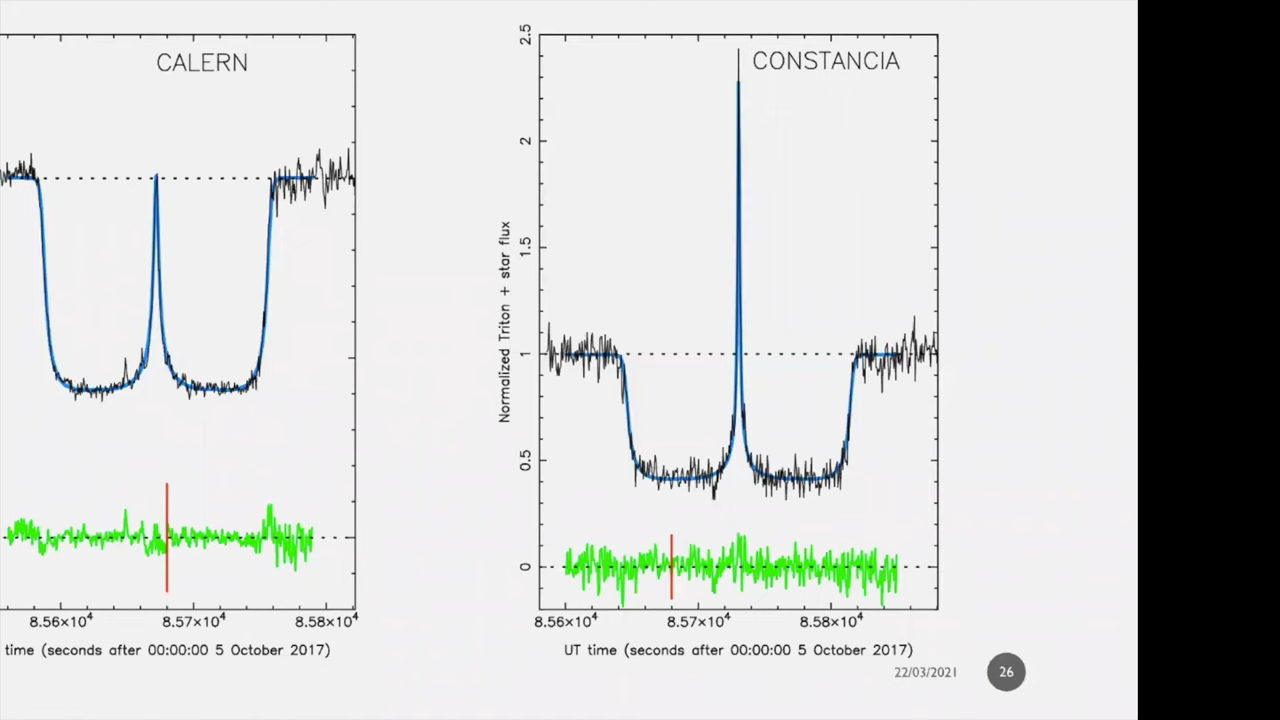 CALERN
8.56×10⁴ 8.57×10⁴ 8.58×10⁴
time (seconds after 00:00:00 5 October 2017)
CONSTANCIA
Normalized Triton + star flux
2.5
2
1.5
1
0.5
0
8.56×10⁴ 8.57×10⁴ 8.58×10⁴
UT time (seconds after 00:00:00 5 October 2017)
22/03/2021
26